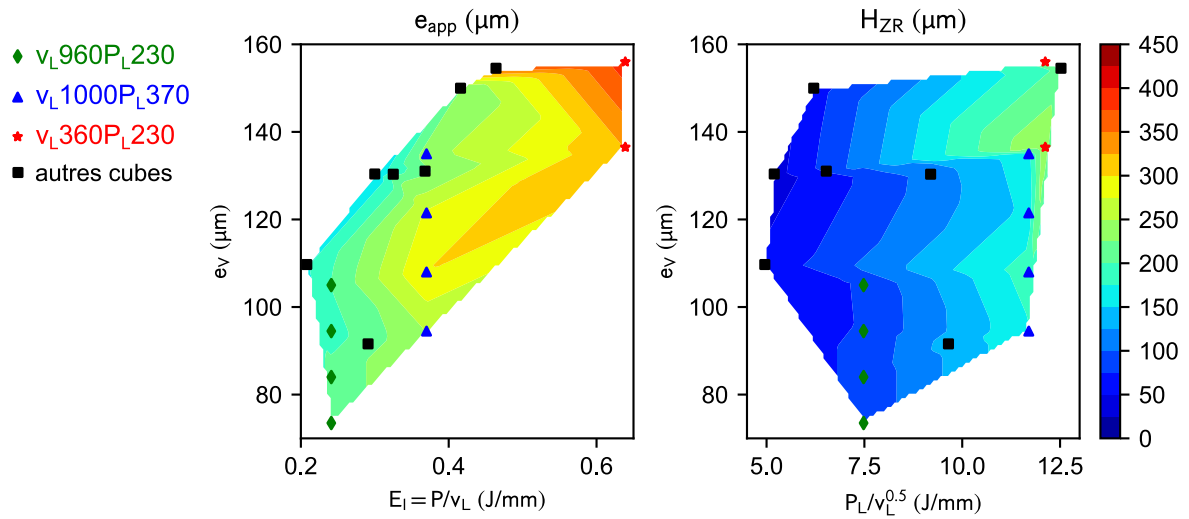 v_L960P_L230
v_L1000P_L370
v_L360P_L230
autres cubes
e_app (µm)
160
140
120
100
80
e_V (µm)
0.2
0.4
0.6
E_l = P/v_L (J/mm)
H_ZR (µm)
160
140
120
100
80
e_V (µm)
5.0
7.5
10.0
12.5
P_L/v_L^0.5 (J/mm)
450
400
350
300
250
200
150
100
50
0